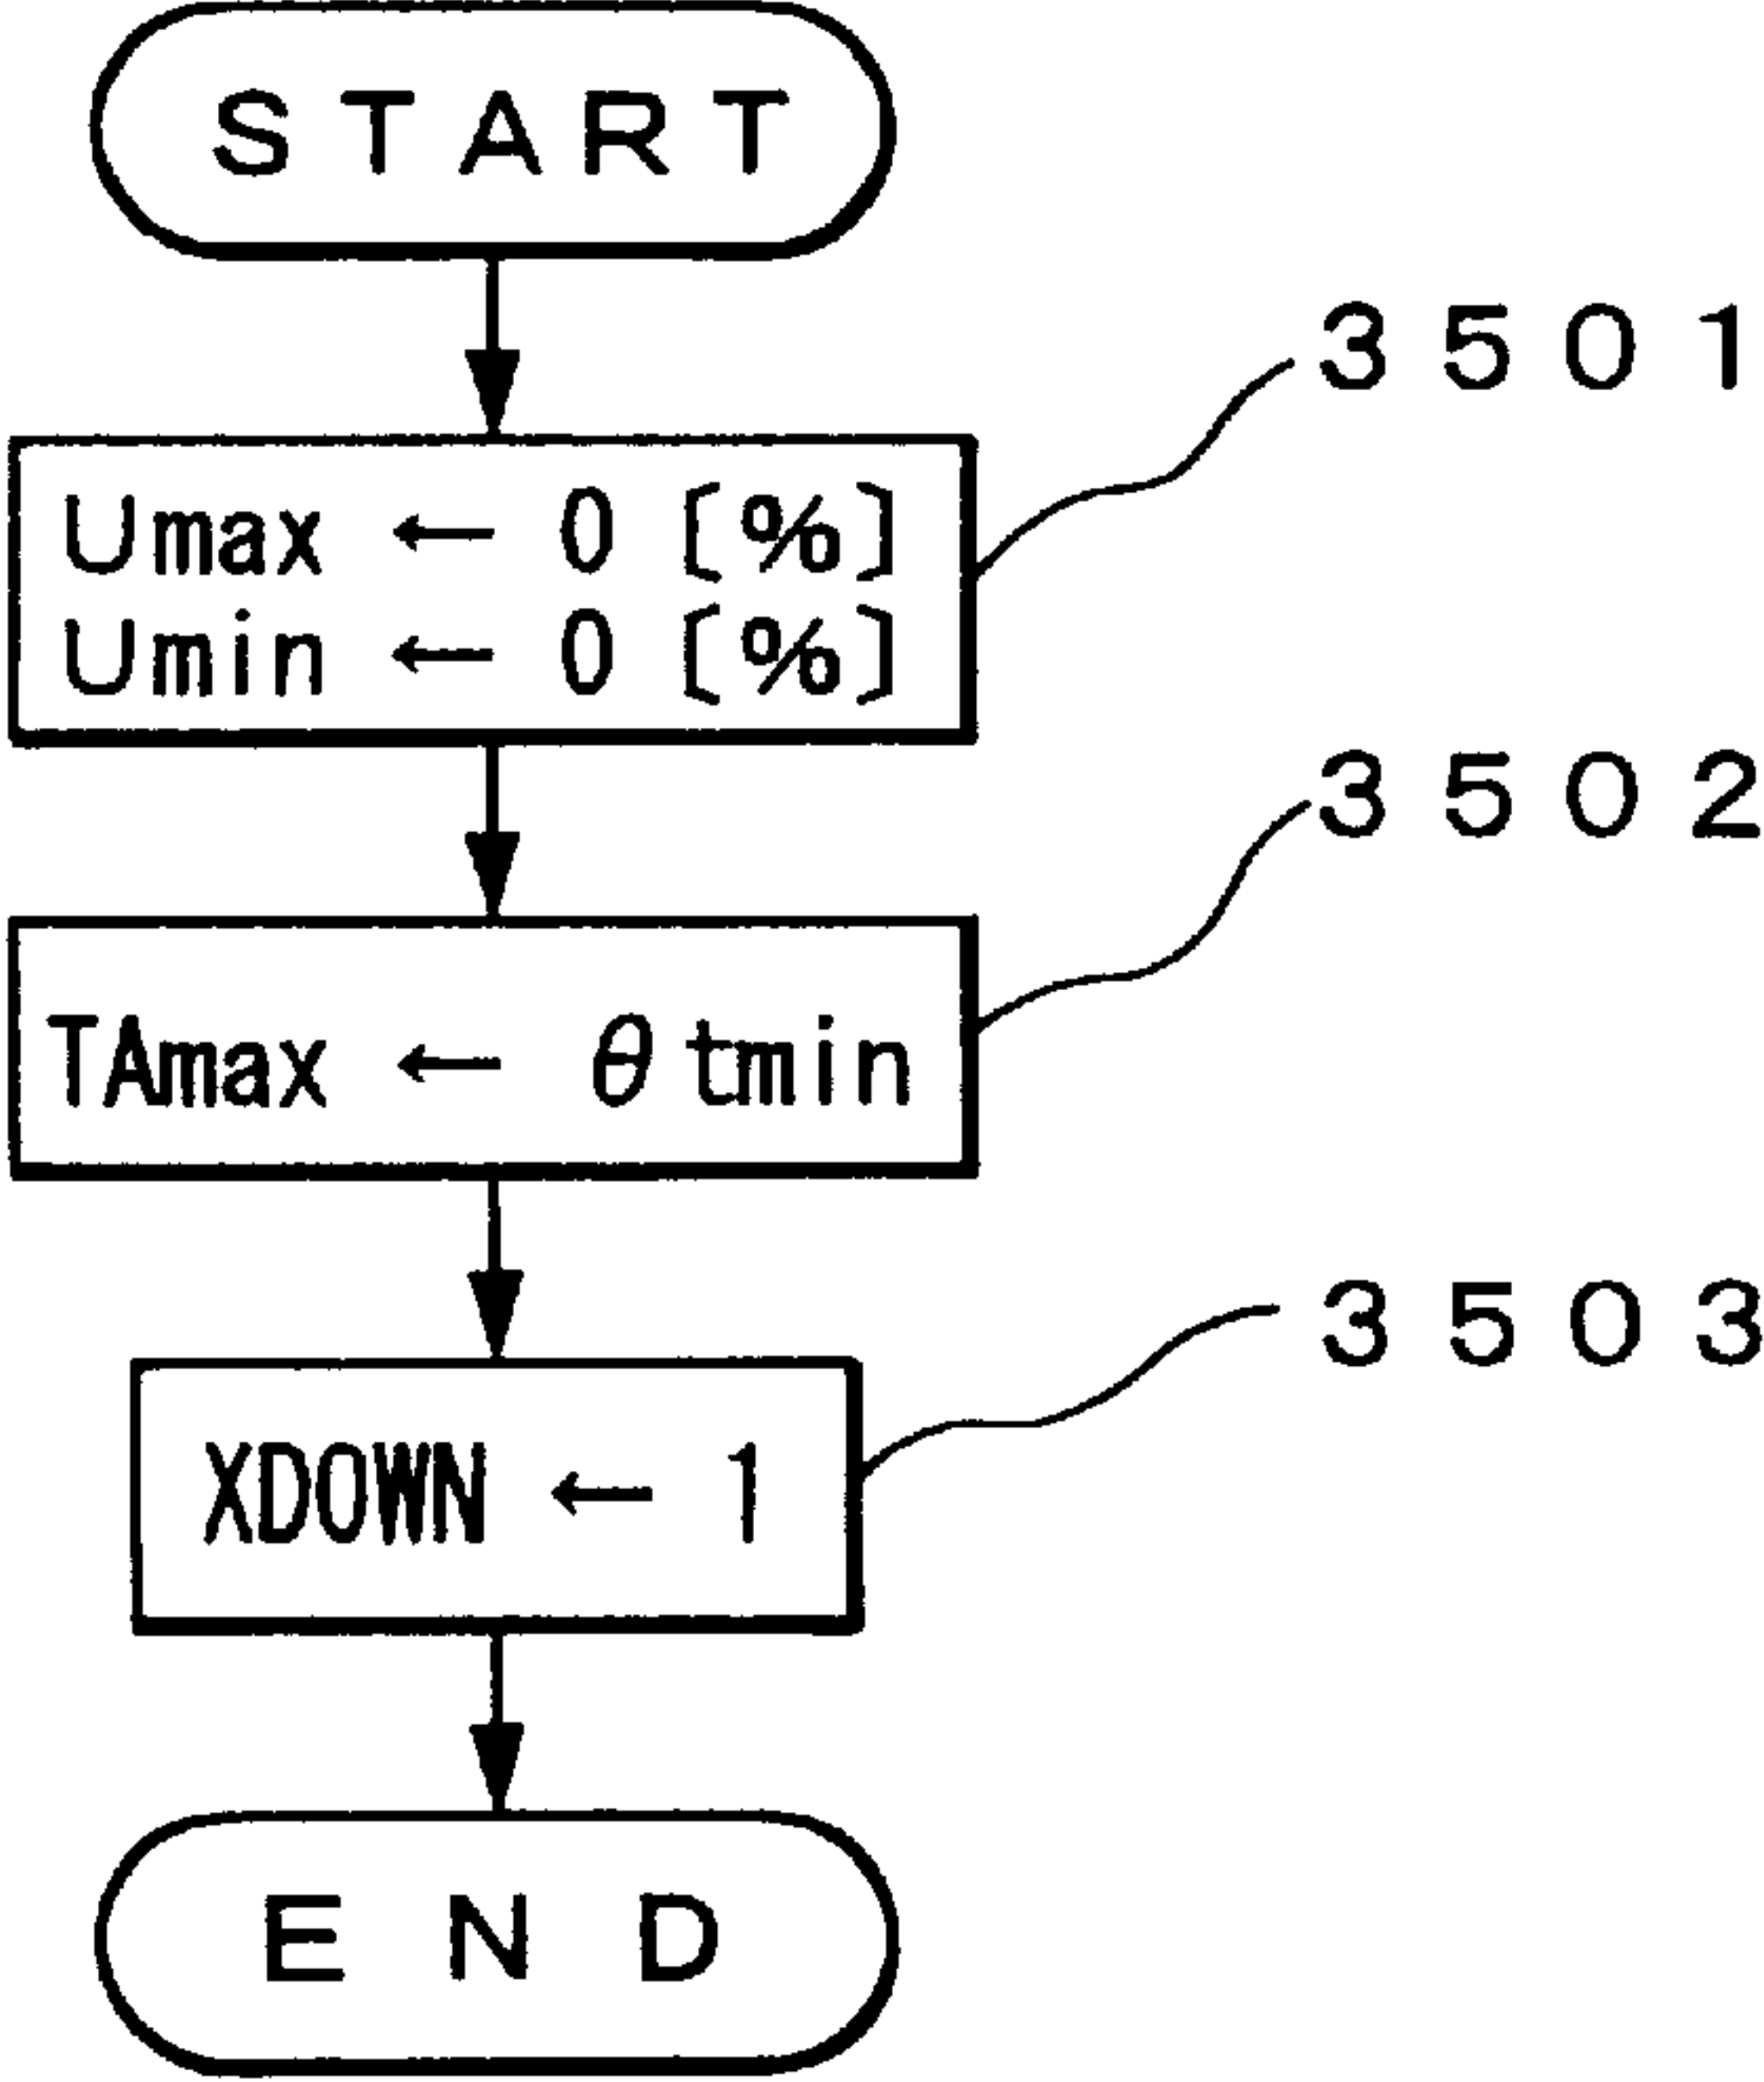 START
3501
Umax ← 0 [%]
Umin ← 0 [%]
3502
TAmax ← θtmin
3503
XDOWN ← 1
END